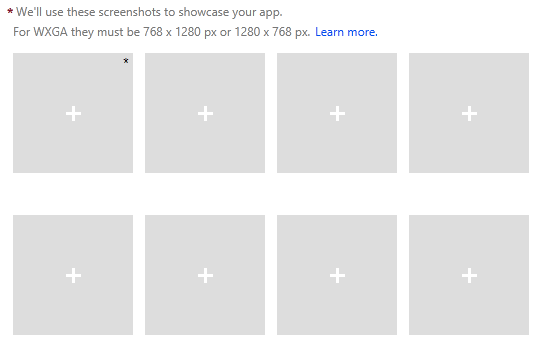 * We'll use these screenshots to showcase your app.
For WXGA they must be 768 x 1280 px or 1280 x 768 px. Learn more.
*